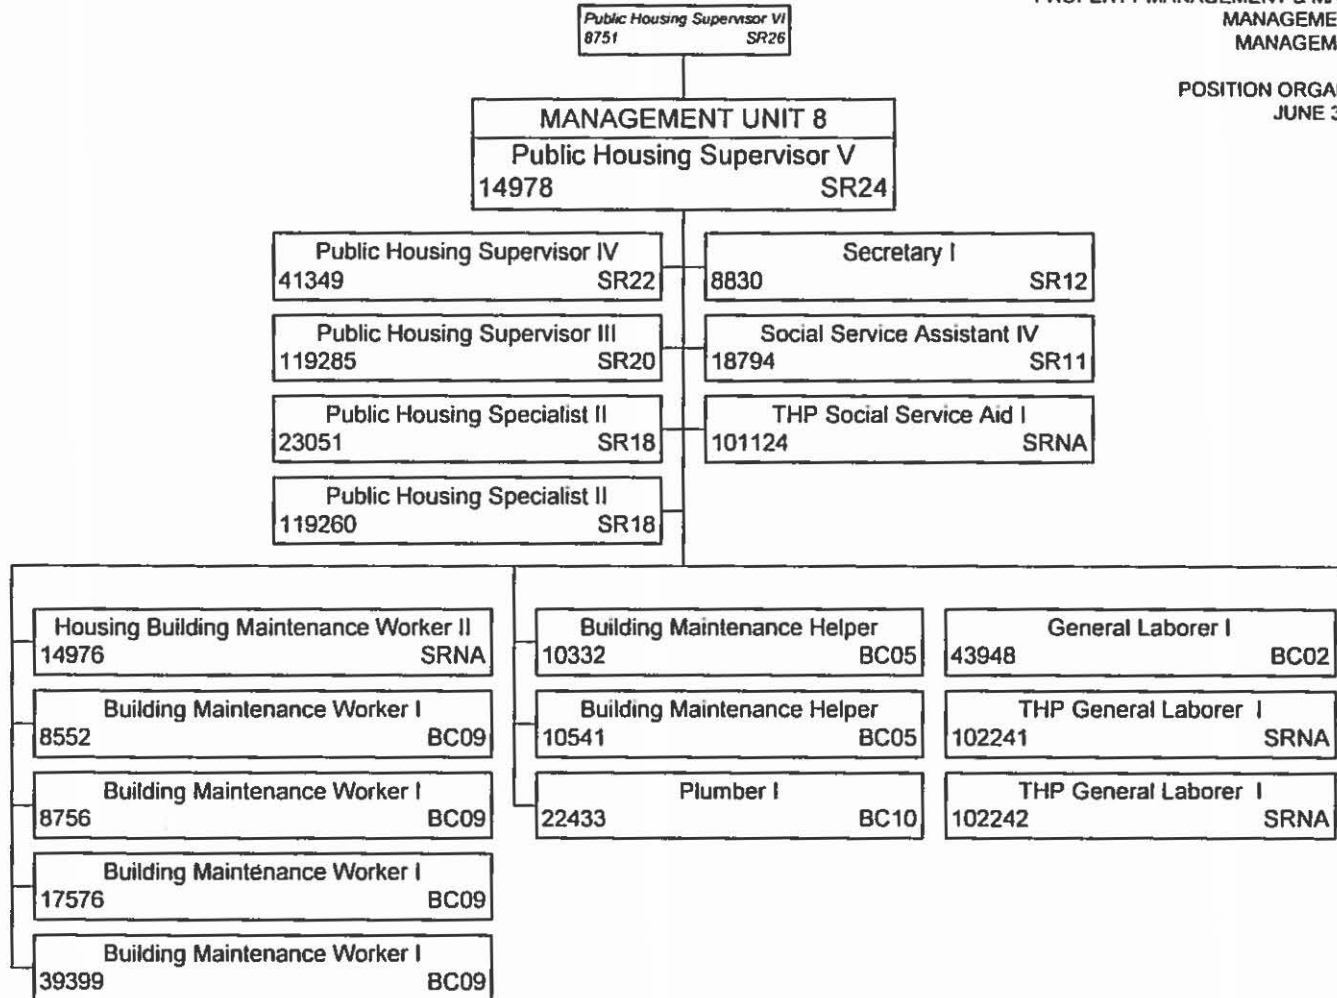 MANAGEME
MANAGEM
POSITION ORGA
JUNE 3
Public Housing Supervisor VI
8751 SR26
MANAGEMENT UNIT 8
Public Housing Supervisor V
14978 SR24
Public Housing Supervisor IV
41349 SR22
Secretary I
8830 SR12
Public Housing Supervisor III
119285 SR20
Social Service Assistant IV
18794 SR11
Public Housing Specialist II
23051 SR18
THP Social Service Aid I
101124 SRNA
Public Housing Specialist II
119260 SR18
Housing Building Maintenance Worker II
14976 SRNA
Building Maintenance Helper
10332 BC05
General Laborer I
43948 BC02
Building Maintenance Worker I
8552 BC09
Building Maintenance Helper
10541 BC05
THP General Laborer I
102241 SRNA
Building Maintenance Worker I
8756 BC09
Plumber I
22433 BC10
THP General Laborer I
102242 SRNA
Building Maintenance Worker I
17576 BC09
Building Maintenance Worker I
39399 BC09